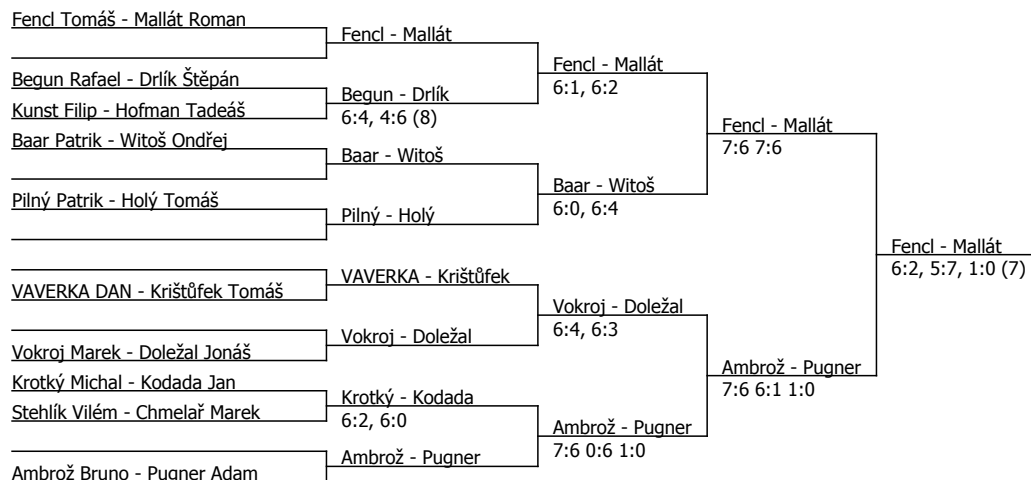 Fencl Tomáš - Mallát Roman
Begun Rafael - Drlík Štěpán
Kunst Filip - Hofman Tadeáš
Baar Patrik - Witoš Ondřej
Pilný Patrik - Holý Tomáš
VAVERKA DAN - Krištůfek Tomáš
Vokroj Marek - Doležal Jonáš
Krotký Michal - Kodada Jan
Stehlík Vilém - Chmelař Marek
Ambrož Bruno - Pugner Adam
Fencl - Mallát
Begun - Drlík
6:4, 4:6 (8)
Baar - Witoš
Pilný - Holý
VAVERKA - Krištůfek
Vokroj - Doležal
Krotký - Kodada
6:2, 6:0
Ambrož - Pugner
Fencl - Mallát
6:1, 6:2
Baar - Witoš
6:0, 6:4
Vokroj - Doležal
6:4, 6:3
Ambrož - Pugner
7:6 0:6 1:0
Fencl - Mallát
7:6 7:6
Ambrož - Pugner
7:6 6:1 1:0
Fencl - Mallát
6:2, 5:7, 1:0 (7)